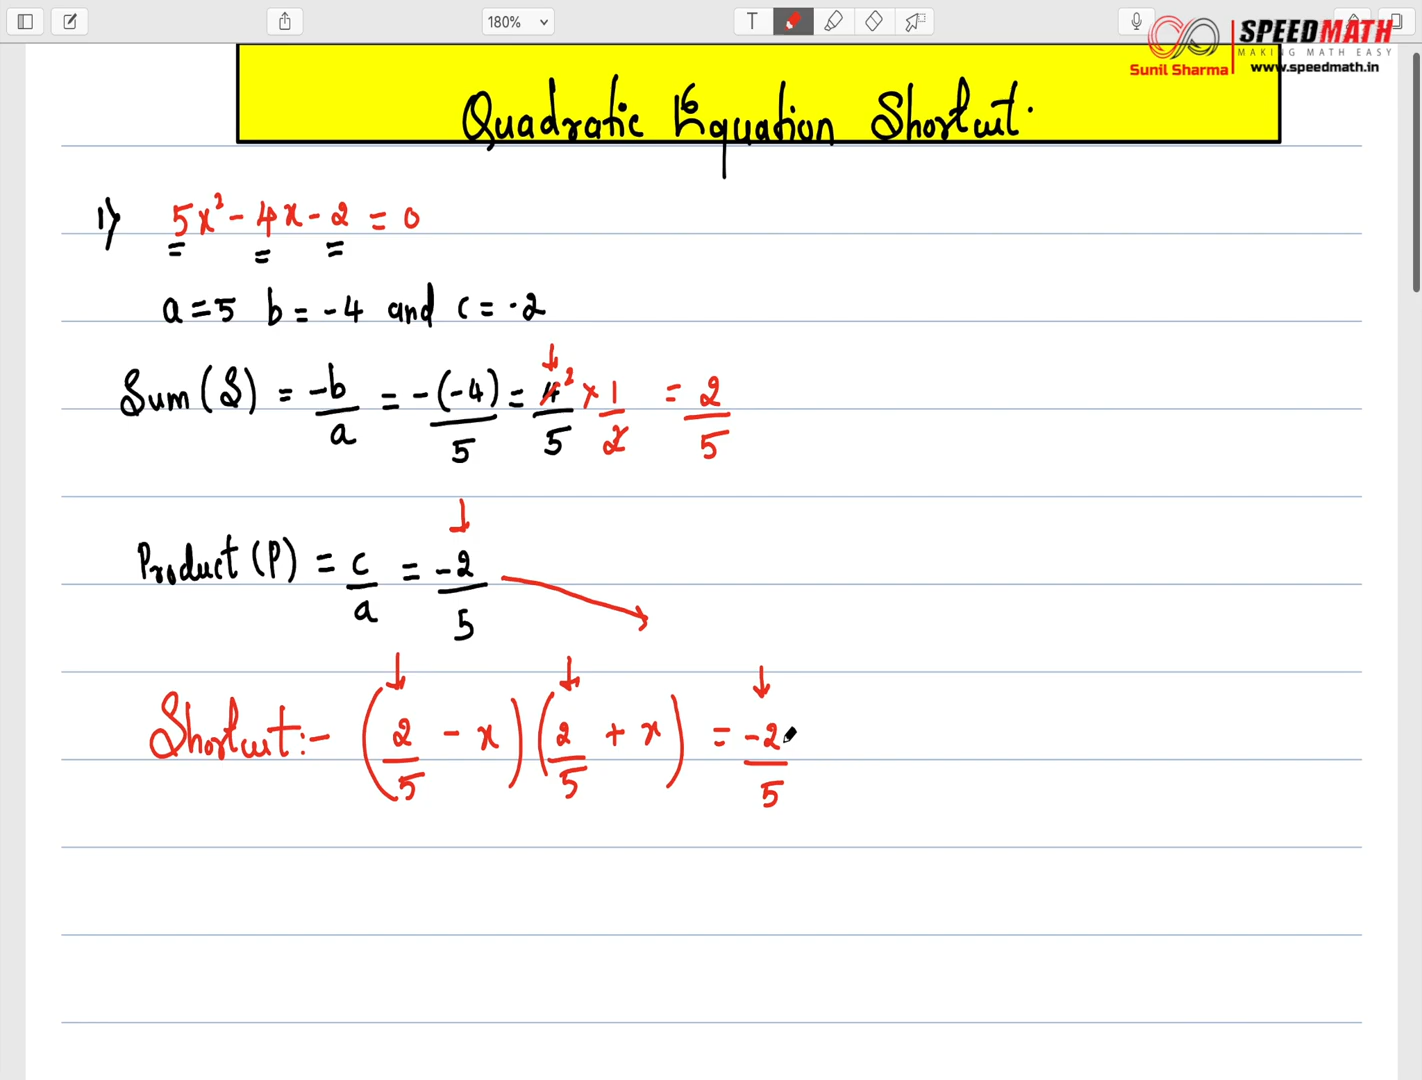 180%
T
SPEEDMATH
MAKING MATH EASY
Sunil Sharma
www.speedmath.in
Quadratic Equation Shortcut.
1) 5x² - 4x - 2 = 0
a = 5 b = -4 and c = -2
Sum (S) = -b/a = -(-4)/5 = 4²/5 × 1/2 = 2/5
Product (P) = c/a = -2/5
Shortcut:- (2/5 - x)(2/5 + x) = -2/5